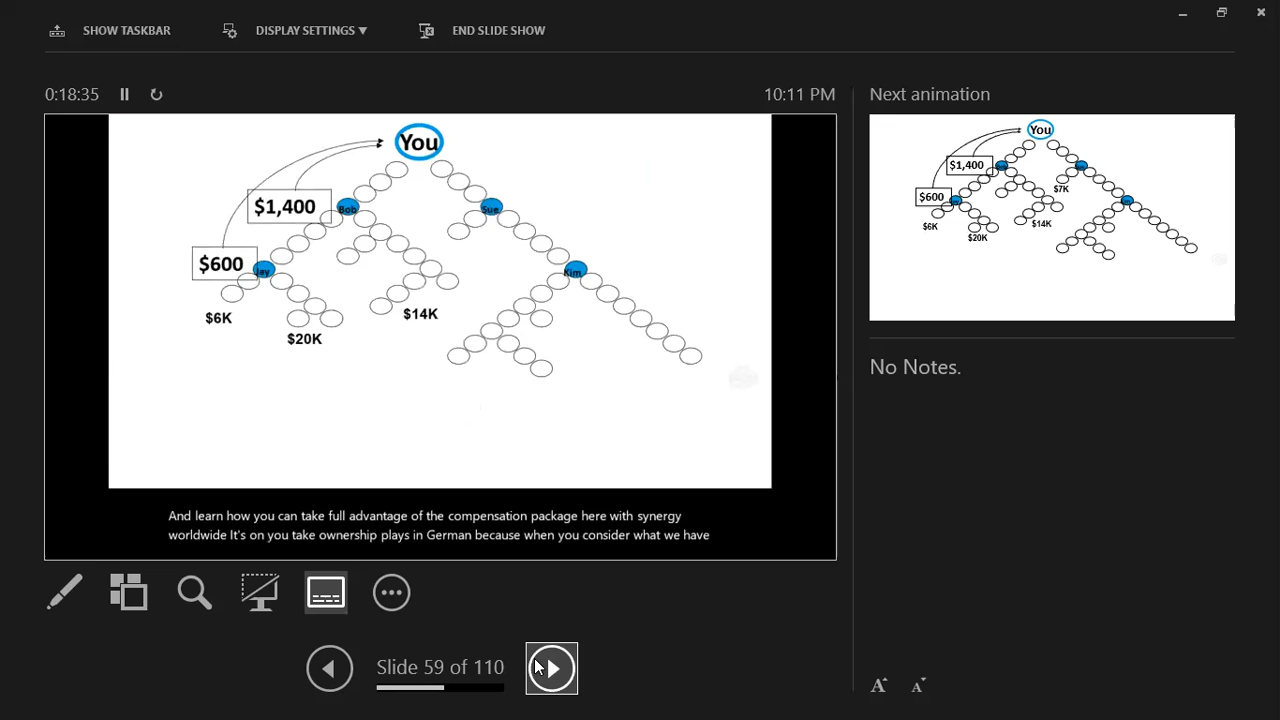 SHOW TASKBAR DISPLAY SETTINGS ▼ END SLIDE SHOW
0:18:35 10:11 PM
You
$1,400
Bob
Sue
$600
Jay
Kim
$6K
$20K
$14K
And learn how you can take full advantage of the compensation package here with synergy
worldwide It's on you take ownership plays in German because when you consider what we have
Slide 59 of 110
Next animation
You
$1,400
$7K
$600
$6K
$14K
$20K
No Notes.
A A